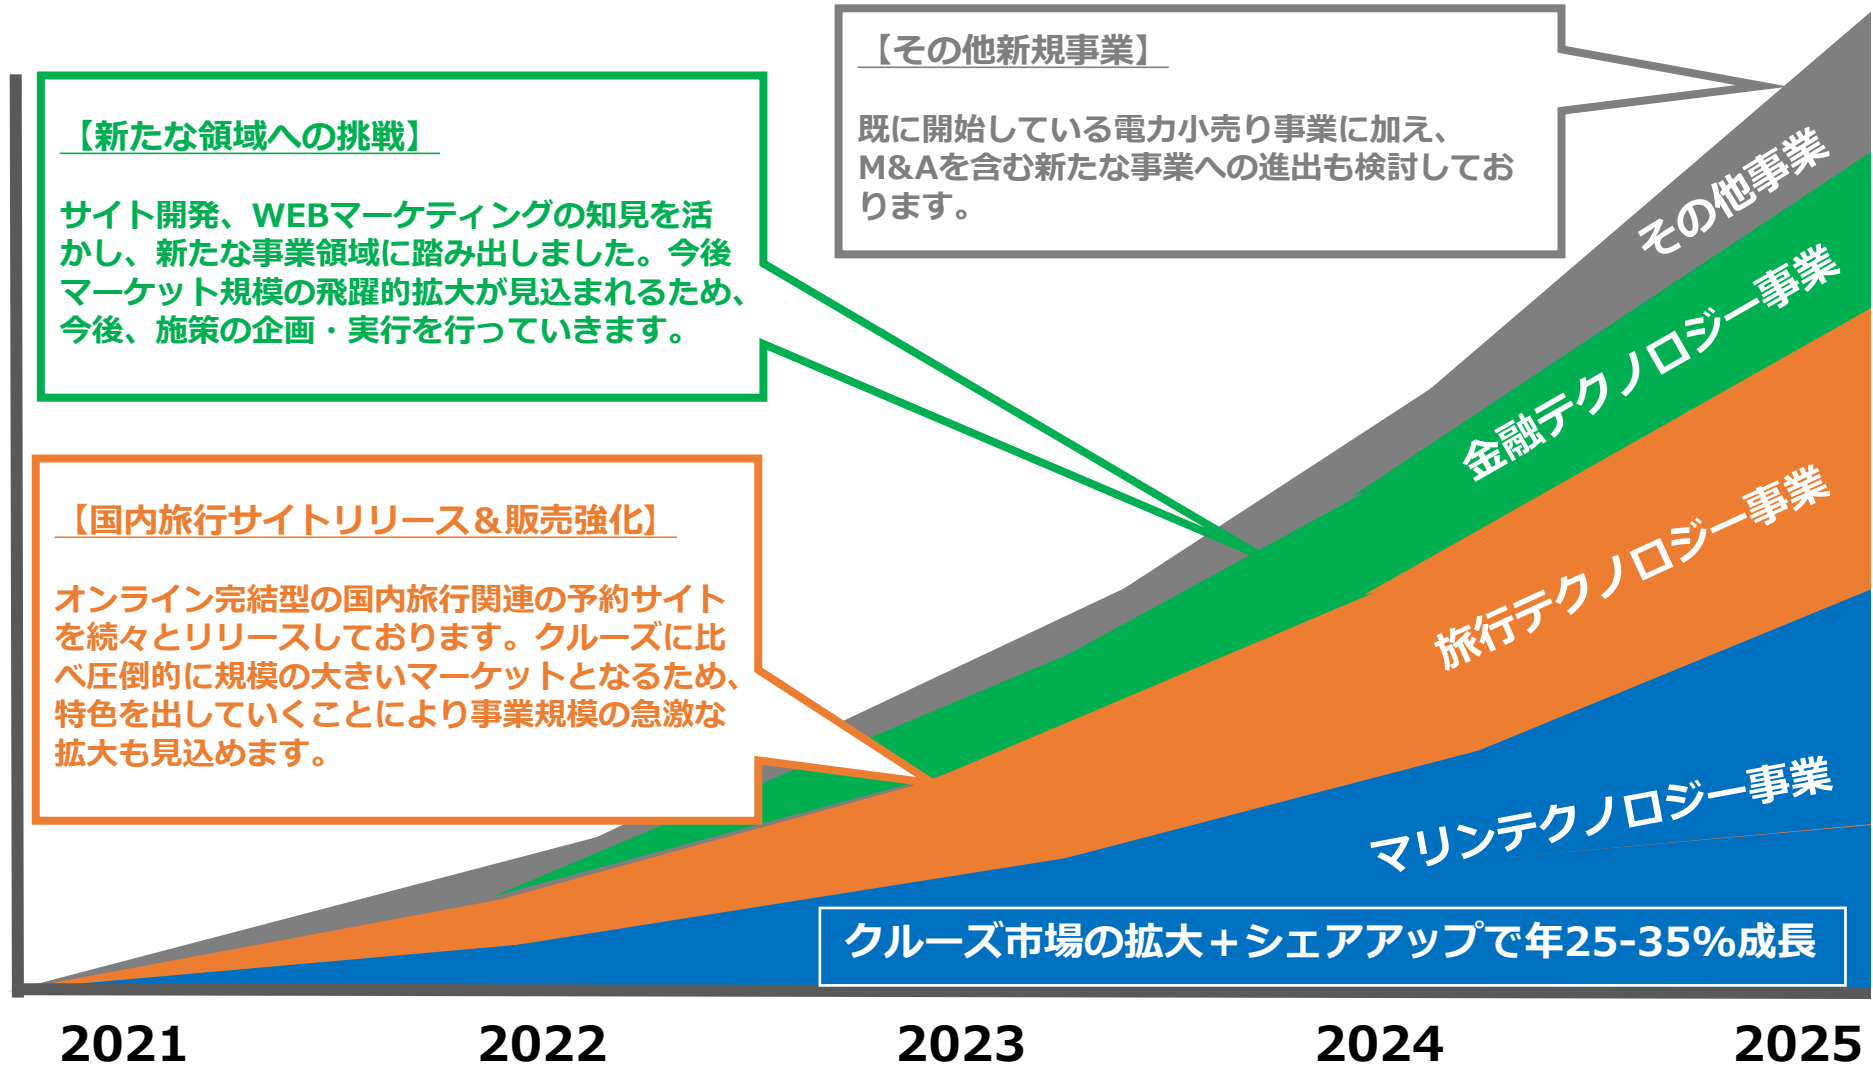 【その他新規事業】
既に開始している電力小売り事業に加え、
M&Aを含む新たな事業への進出も検討してお
ります。
【新たな領域への挑戦】
サイト開発、WEBマーケティングの知見を活
かし、新たな事業領域に踏み出しました。今後
マーケット規模の飛躍的拡大が見込まれるため、
今後、施策の企画・実行を行っていきます。
【国内旅行サイトリリース＆販売強化】
オンライン完結型の国内旅行関連の予約サイト
を続々とリリースしております。クルーズに比
べ圧倒的に規模の大きいマーケットとなるため、
特色を出していくことにより事業規模の急激な
拡大も見込めます。
その他事業
金融テクノロジー事業
旅行テクノロジー事業
マリンテクノロジー事業
クルーズ市場の拡大＋シェアアップで年25-35%成長
2021
2022
2023
2024
2025